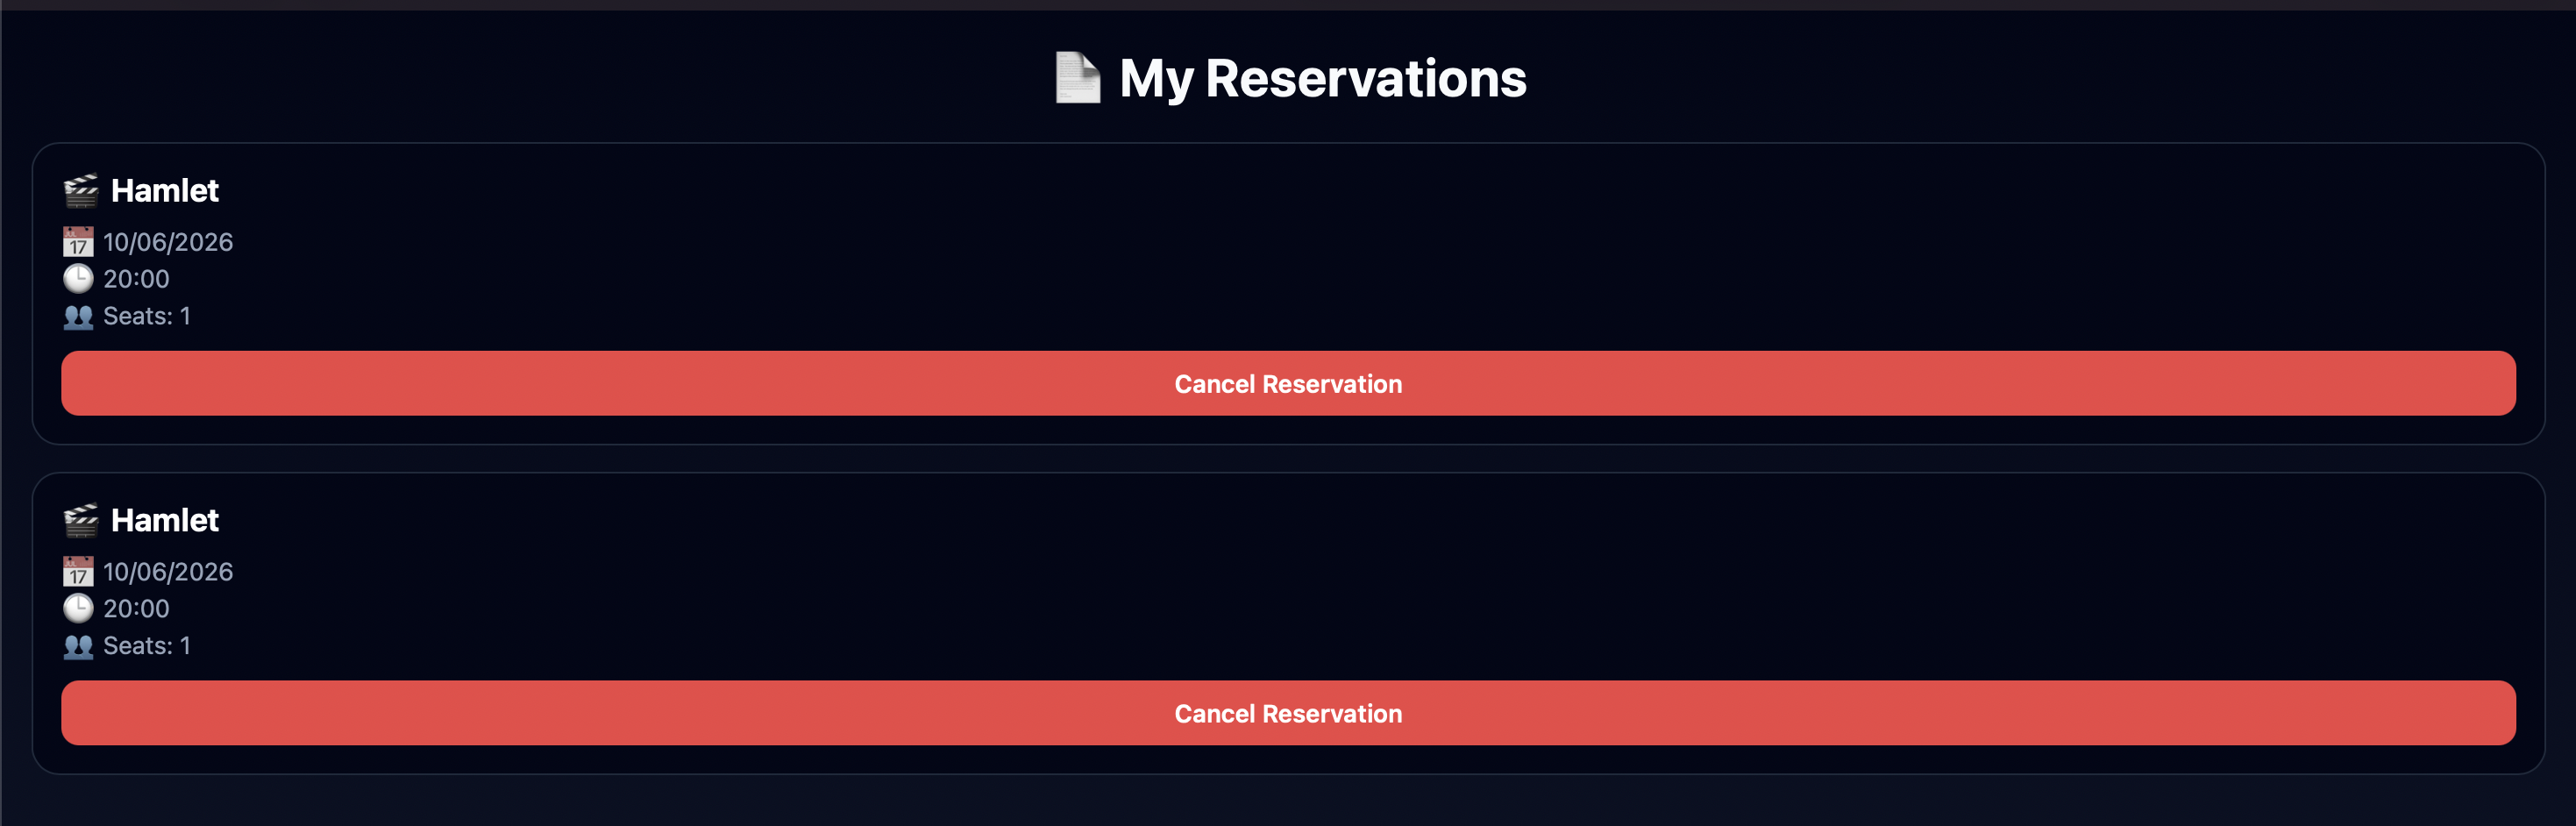 My Reservations
Hamlet
10/06/2026
20:00
Seats: 1
Cancel Reservation
Hamlet
10/06/2026
20:00
Seats: 1
Cancel Reservation